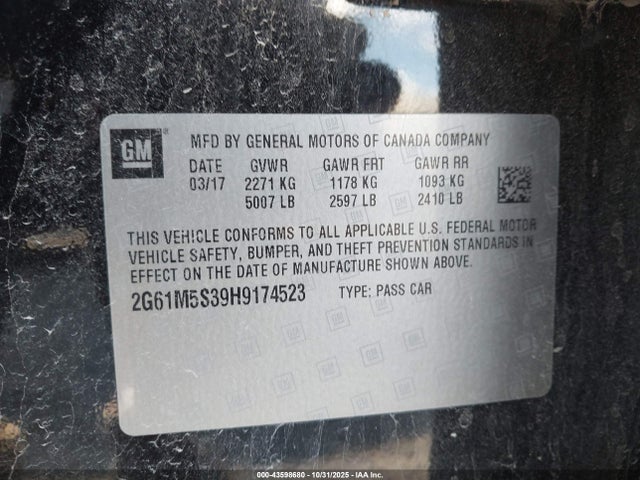 GM®
MFD BY GENERAL MOTORS OF CANADA COMPANY
DATE GVWR GAWR FRT GAWR RR
03/17 2271 KG 1178 KG 1093 KG
5007 LB 2597 LB 2410 LB
THIS VEHICLE CONFORMS TO ALL APPLICABLE U.S. FEDERAL MOTOR
VEHICLE SAFETY, BUMPER, AND THEFT PREVENTION STANDARDS IN
EFFECT ON THE DATE OF MANUFACTURE SHOWN ABOVE.
2G61M5S39H9174523 TYPE: PASS CAR
000-43598680 - 10/31/2025 - IAA Inc.